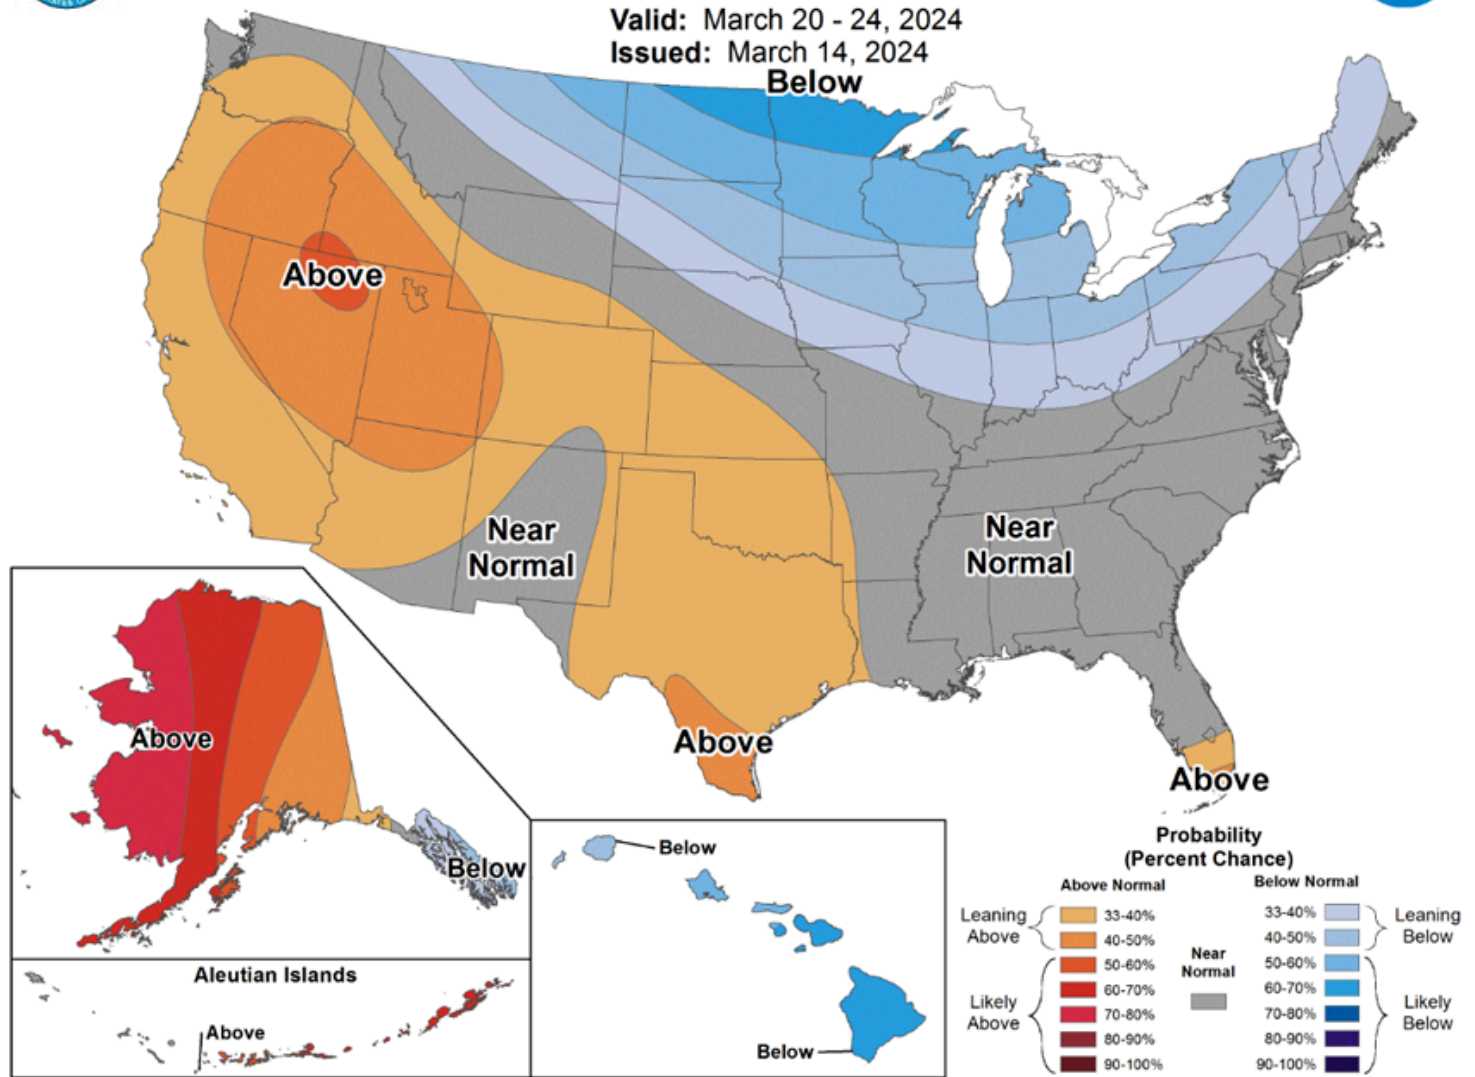 Valid: March 20 - 24, 2024
Issued: March 14, 2024
Below
Above
Near
Normal
Near
Normal
Above
Above
Above
Below
Aleutian Islands
Above
Below
Below
Probability
(Percent Chance)
Above Normal
Below Normal
Leaning
Above
33-40%
40-50%
Likely
Above
50-60%
60-70%
70-80%
80-90%
90-100%
Near
Normal
33-40%
40-50%
Leaning
Below
50-60%
60-70%
70-80%
80-90%
90-100%
Likely
Below